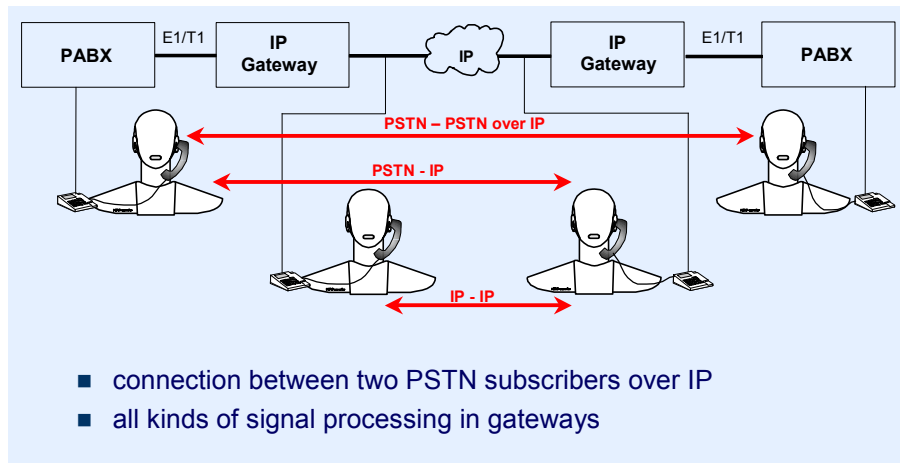 PABX
E1/T1
IP
Gateway
IP
IP
Gateway
E1/T1
PABX
PSTN – PSTN over IP
PSTN - IP
IP - IP
■ connection between two PSTN subscribers over IP
■ all kinds of signal processing in gateways